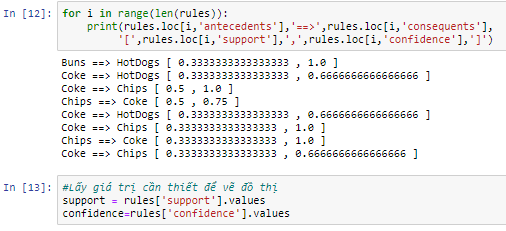 In [12]: for i in range(len(rules)):
print(rules.loc[i,'antecedents'],'==>',rules.loc[i,'consequents'],
'[',rules.loc[i,'support'],',',rules.loc[i,'confidence'],']')
Buns ==> HotDogs [ 0.3333333333333333 , 1.0 ]
Coke ==> HotDogs [ 0.3333333333333333 , 0.6666666666666666 ]
Coke ==> Chips [ 0.5 , 1.0 ]
Chips ==> Coke [ 0.5 , 0.75 ]
Coke ==> HotDogs [ 0.3333333333333333 , 0.6666666666666666 ]
Coke ==> Chips [ 0.3333333333333333 , 1.0 ]
Chips ==> Coke [ 0.3333333333333333 , 1.0 ]
Coke ==> Chips [ 0.3333333333333333 , 0.6666666666666666 ]
In [13]: #Lấy giá trị cần thiết để vẽ đồ thị
support = rules['support'].values
confidence=rules['confidence'].values